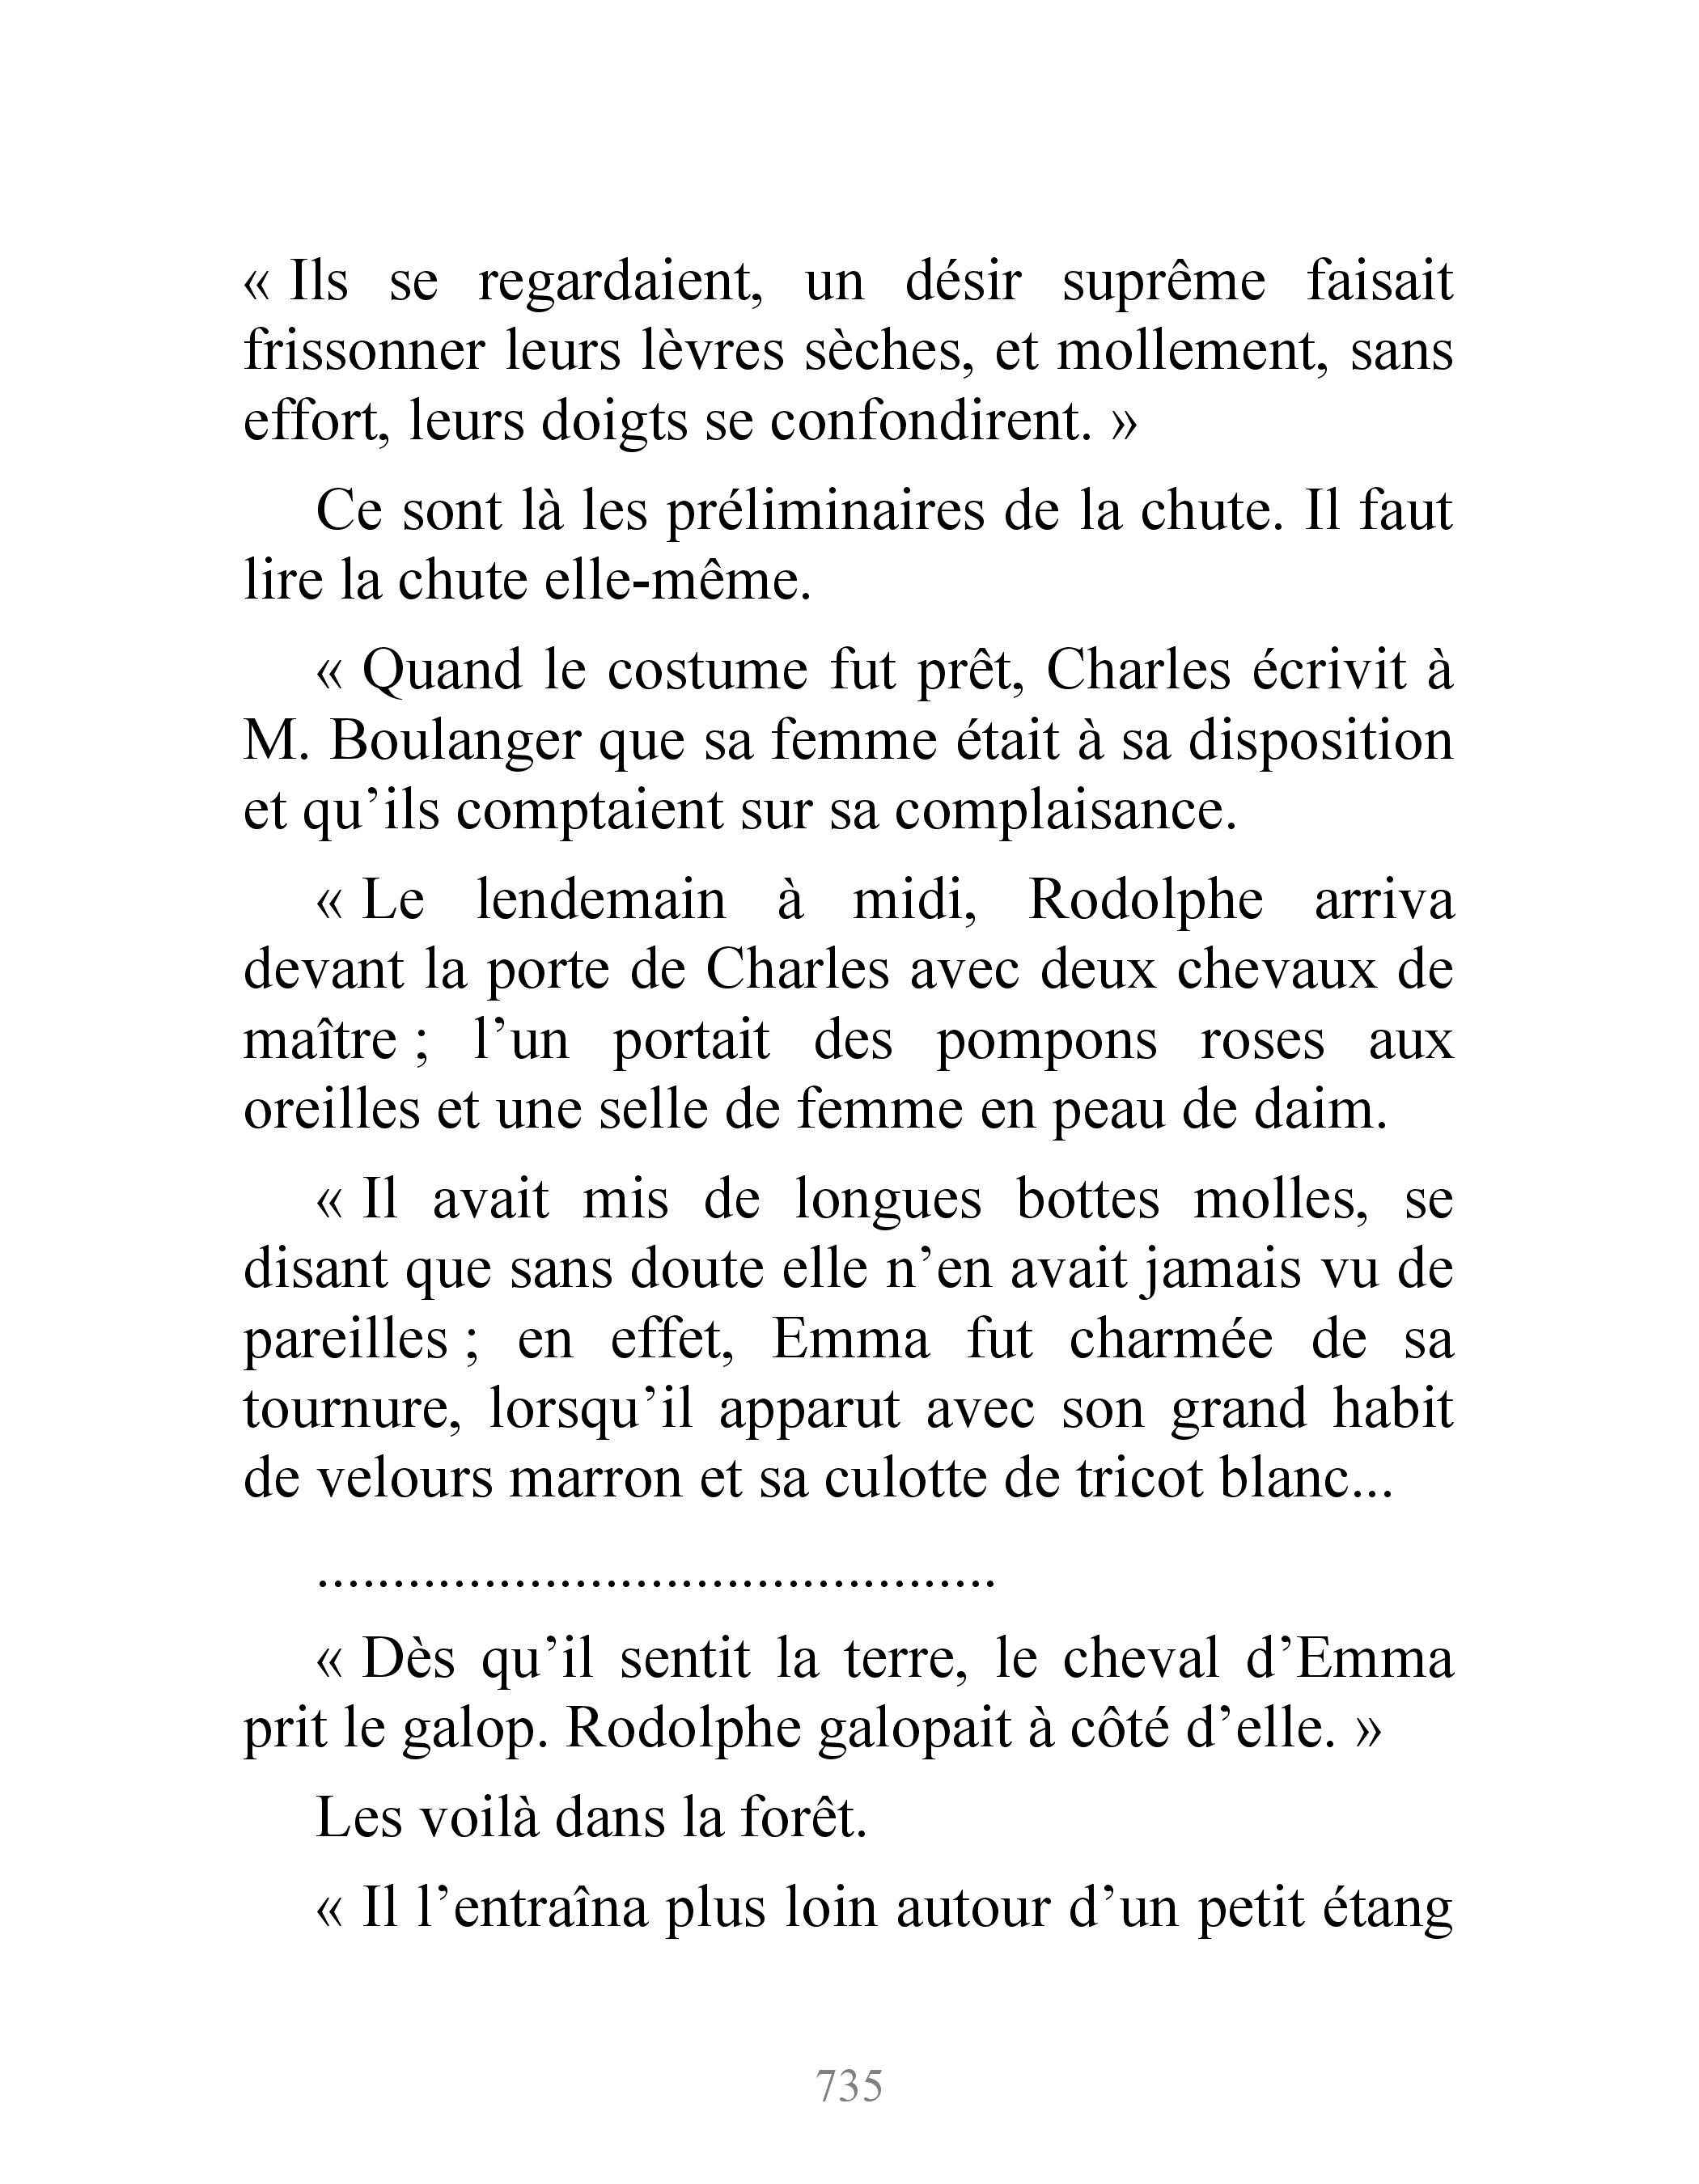 « Ils se regardaient, un désir suprême faisait
frissonner leurs lèvres sèches, et mollement, sans
effort, leurs doigts se confondirent. »
Ce sont là les préliminaires de la chute. Il faut
lire la chute elle-même.
« Quand le costume fut prêt, Charles écrivit à
M. Boulanger que sa femme était à sa disposition
et qu’ils comptaient sur sa complaisance.
« Le lendemain à midi, Rodolphe arriva
devant la porte de Charles avec deux chevaux de
maître ; l’un portait des pompons roses aux
oreilles et une selle de femme en peau de daim.
« Il avait mis de longues bottes molles, se
disant que sans doute elle n’en avait jamais vu de
pareilles ; en effet, Emma fut charmée de sa
tournure, lorsqu’il apparut avec son grand habit
de velours marron et sa culotte de tricot blanc...
.............................................
« Dès qu’il sentit la terre, le cheval d’Emma
prit le galop. Rodolphe galopait à côté d’elle. »
Les voilà dans la forêt.
« Il l’entraîna plus loin autour d’un petit étang
735